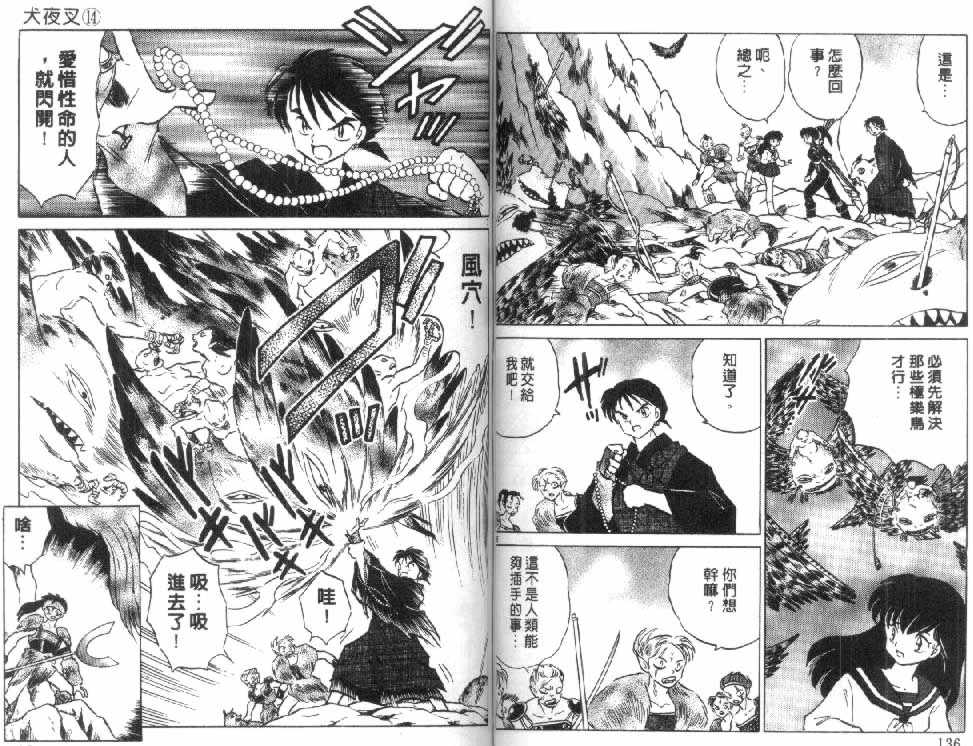 這是…
怎麼回
事？
呃、
總之…
必須先解決
那些極樂鳥
才行…
知道了。
就交給
我吧！
你們想
幹嘛？
這不是人類能
夠插手的事…
136
犬夜叉⑭
愛惜性命的人
，就閃開！
風穴！
哇！
吸…吸
進去了！
啥…